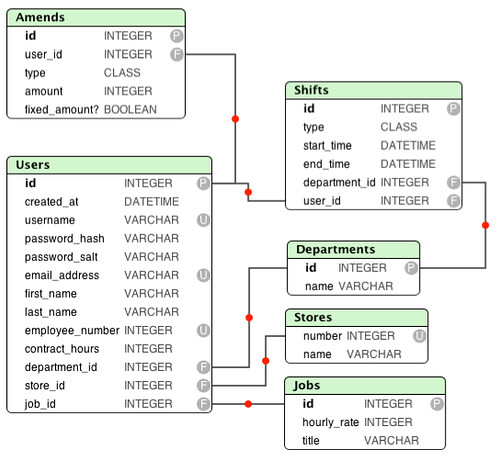 Amends
id INTEGER P
user_id INTEGER F
type CLASS
amount INTEGER
fixed_amount? BOOLEAN
Shifts
id INTEGER P
type CLASS
start_time DATETIME
end_time DATETIME
department_id INTEGER F
user_id INTEGER F
Users
id INTEGER P
created_at DATETIME
username VARCHAR U
password_hash VARCHAR
password_salt VARCHAR
email_address VARCHAR U
first_name VARCHAR
last_name VARCHAR
employee_number INTEGER U
contract_hours INTEGER
department_id INTEGER F
store_id INTEGER F
job_id INTEGER F
Departments
id INTEGER P
name VARCHAR
Stores
number INTEGER U
name VARCHAR
Jobs
id INTEGER P
hourly_rate INTEGER
title VARCHAR